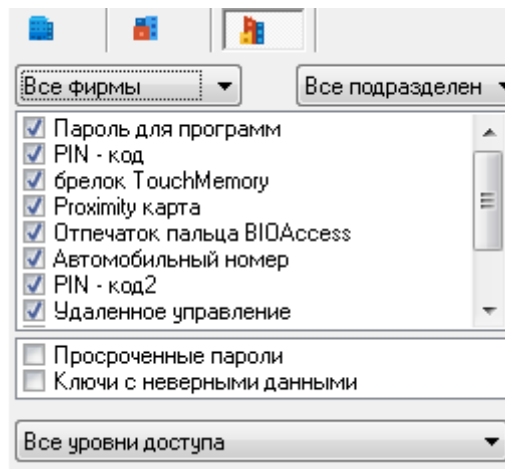 Все фирмы
Все подразделен
Пароль для программ
PIN - код
брелок TouchMemory
Proximity карта
Отпечаток пальца BIOAccess
Автомобильный номер
PIN - код2
Удаленное управление
Просроченные пароли
Ключи с неверными данными
Все уровни доступа